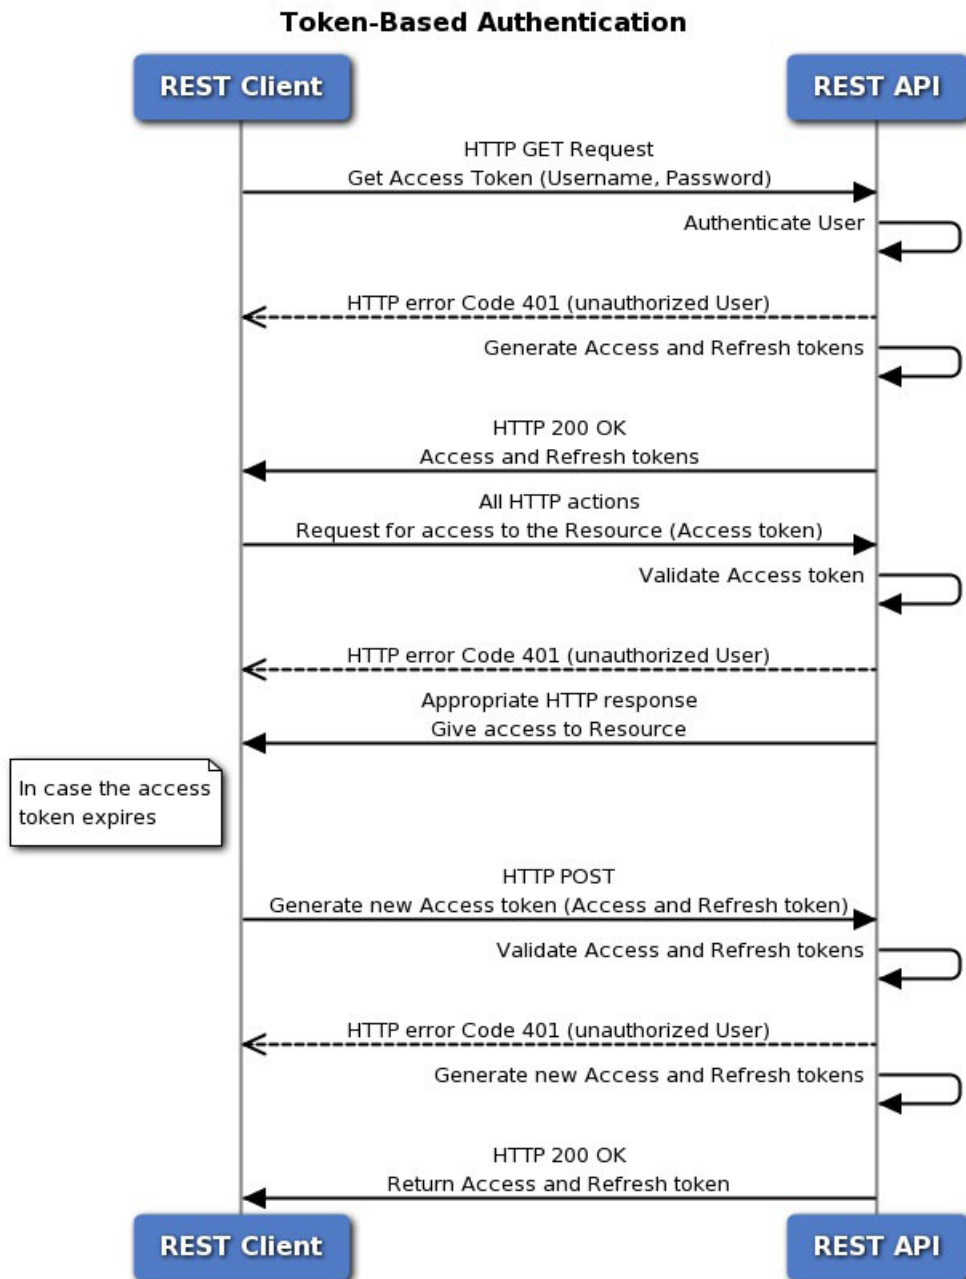 Token-Based Authentication
REST Client
REST API
HTTP GET Request
Get Access Token (Username, Password)
Authenticate User
HTTP error Code 401 (unauthorized User)
Generate Access and Refresh tokens
HTTP 200 OK
Access and Refresh tokens
All HTTP actions
Request for access to the Resource (Access token)
Validate Access token
HTTP error Code 401 (unauthorized User)
Appropriate HTTP response
Give access to Resource
In case the access
token expires
HTTP POST
Generate new Access token (Access and Refresh token)
Validate Access and Refresh tokens
HTTP error Code 401 (unauthorized User)
Generate new Access and Refresh tokens
HTTP 200 OK
Return Access and Refresh token
REST Client
REST API